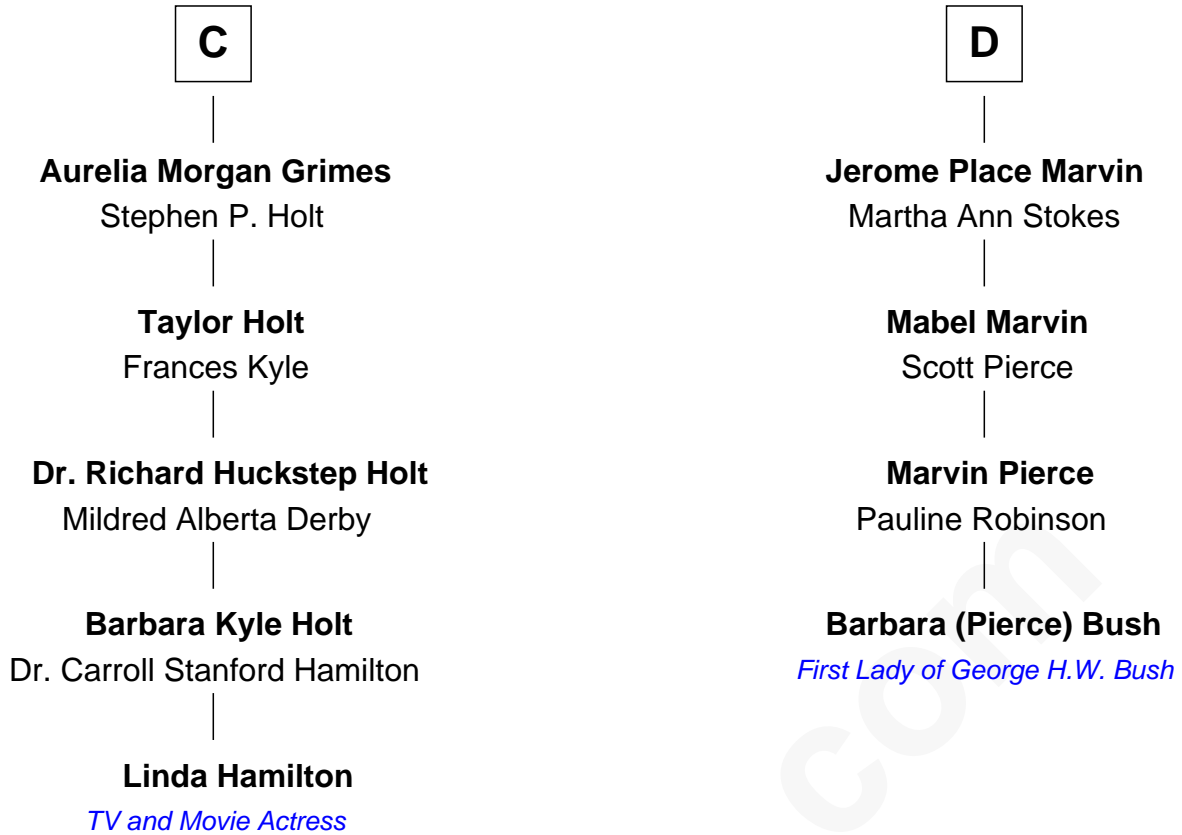 C
Aurelia Morgan Grimes
Stephen P. Holt
Taylor Holt
Frances Kyle
Dr. Richard Huckstep Holt
Mildred Alberta Derby
Barbara Kyle Holt
Dr. Carroll Stanford Hamilton
Linda Hamilton
TV and Movie Actress
D
Jerome Place Marvin
Martha Ann Stokes
Mabel Marvin
Scott Pierce
Marvin Pierce
Pauline Robinson
Barbara (Pierce) Bush
First Lady of George H.W. Bush
com